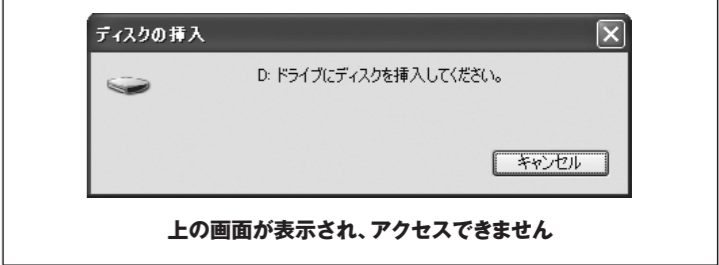 ディスクの挿入
D: ドライブにディスクを挿入してください。
キャンセル
上の画面が表示され、アクセスできません